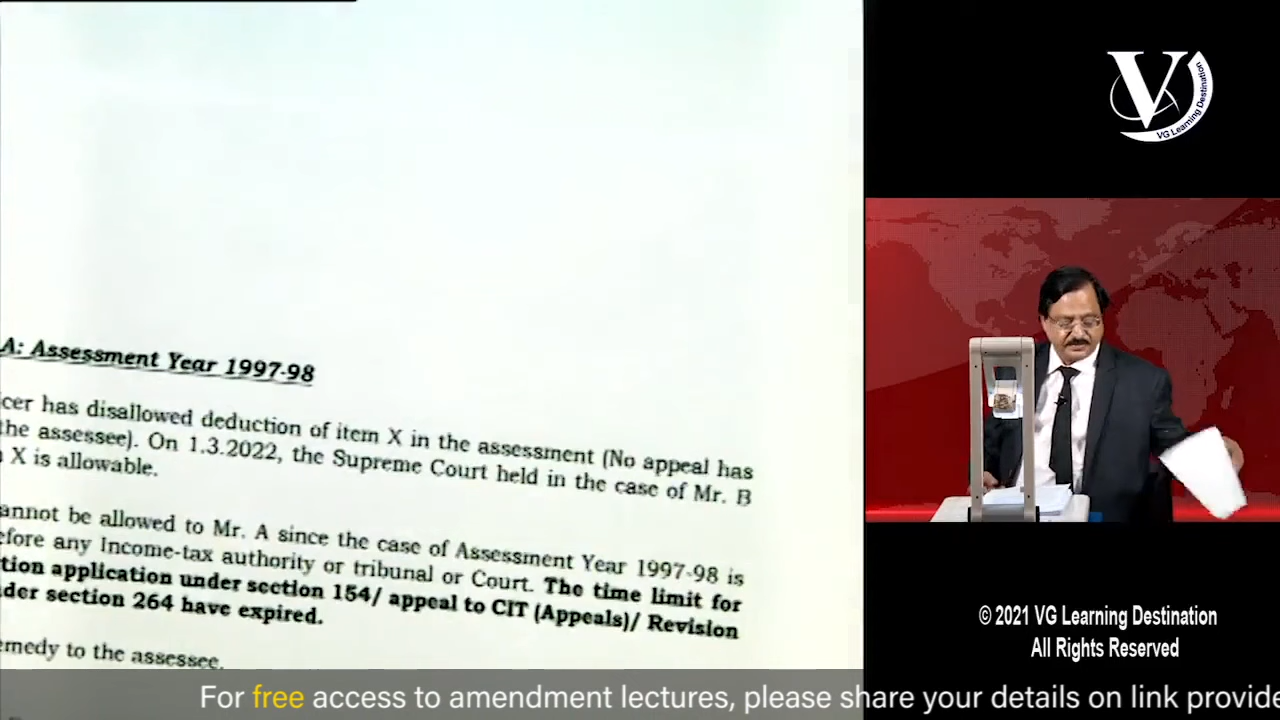 A: Assessment Year 1997-98
cer has disallowed deduction of item X in the assessment (No appeal has
the assessee). On 1.3.2022, the Supreme Court held in the case of Mr. B
X is allowable.
annot be allowed to Mr. A since the case of Assessment Year 1997-98 is
efore any Income-tax authority or tribunal or Court. The time limit for
tion application under section 154/ appeal to CIT (Appeals)/ Revision
der section 264 have expired.
emedy to the assessee.
V
VG Learning Destination
© 2021 VG Learning Destination
All Rights Reserved
For free access to amendment lectures, please share your details on link provide